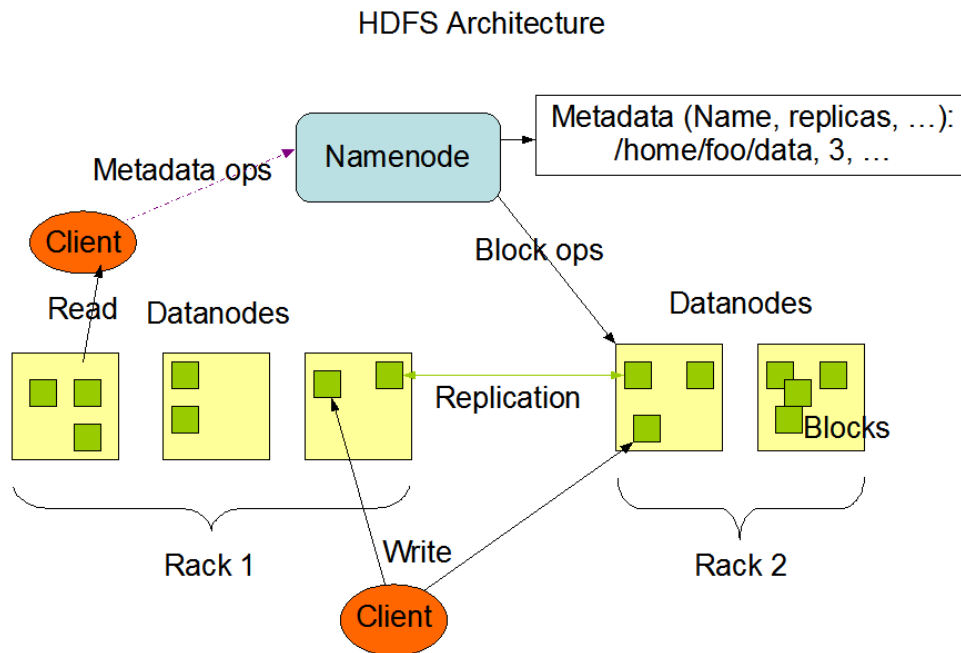 HDFS Architecture
Metadata (Name, replicas, …):
/home/foo/data, 3, …
Namenode
Metadata ops
Client
Block ops
Read
Datanodes
Datanodes
Replication
Blocks
Rack 1
Write
Rack 2
Client